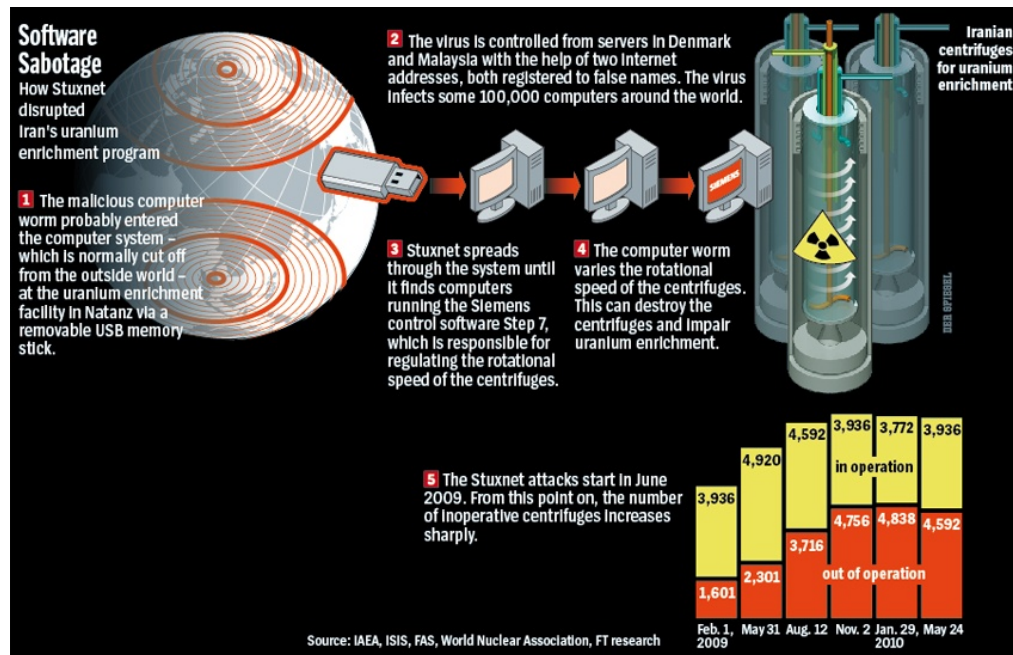 Software
Sabotage
How Stuxnet
disrupted
Iran's uranium
enrichment program
1 The malicious computer
worm probably entered
the computer system –
which is normally cut off
from the outside world –
at the uranium enrichment
facility in Natanz via a
removable USB memory
stick.
2 The virus is controlled from servers in Denmark
and Malaysia with the help of two Internet
addresses, both registered to false names. The virus
infects some 100,000 computers around the world.
Iranian
centrifuges
for uranium
enrichment
SIEMENS
3 Stuxnet spreads
through the system until
it finds computers
running the Siemens
control software Step 7,
which is responsible for
regulating the rotational
speed of the centrifuges.
4 The computer worm
varies the rotational
speed of the centrifuges.
This can destroy the
centrifuges and impair
uranium enrichment.
DER SPIEGEL
5 The Stuxnet attacks start in June
2009. From this point on, the number
of inoperative centrifuges increases
sharply.
3,936 4,920 4,592 3,936 3,772 3,936
in operation
1,601 2,301 3,716 4,756 4,838 4,592
out of operation
Feb. 1, May 31 Aug. 12 Nov. 2 Jan. 29, May 24
2009 2010
Source: IAEA, ISIS, FAS, World Nuclear Association, FT research